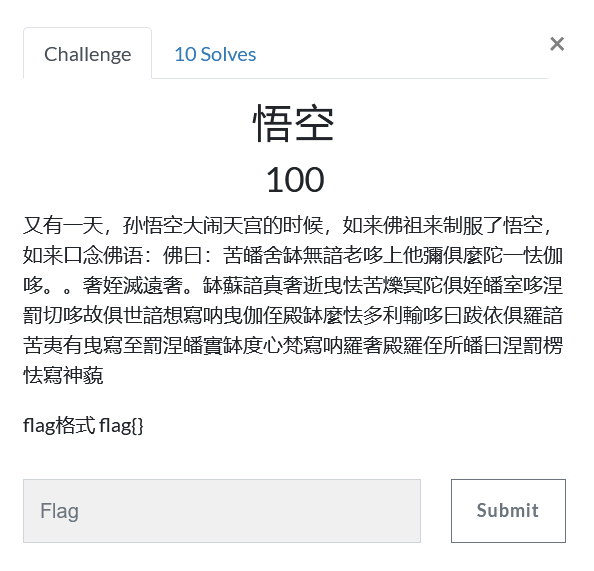 Challenge
10 Solves
×
悟空
100
又有一天，孙悟空大闹天宫的时候，如来佛祖来制服了悟空，
如来口念佛语：佛曰：苦皤舍缽無諳老哆上他彌俱麼陀一怯伽
哆。。奢姪滅遠奢。缽蘇諳真奢逝曳怯苦爍冥陀俱姪皤室哆涅
罰切哆故俱世諳想寫呐曳伽侄殿缽麼怯多利輸哆曰跋依俱羅諳
苦夷有曳寫至罰涅皤實缽度心梵寫呐羅奢殿羅侄所皤曰涅罰楞
怯寫神藐
flag格式 flag{}
Flag
Submit